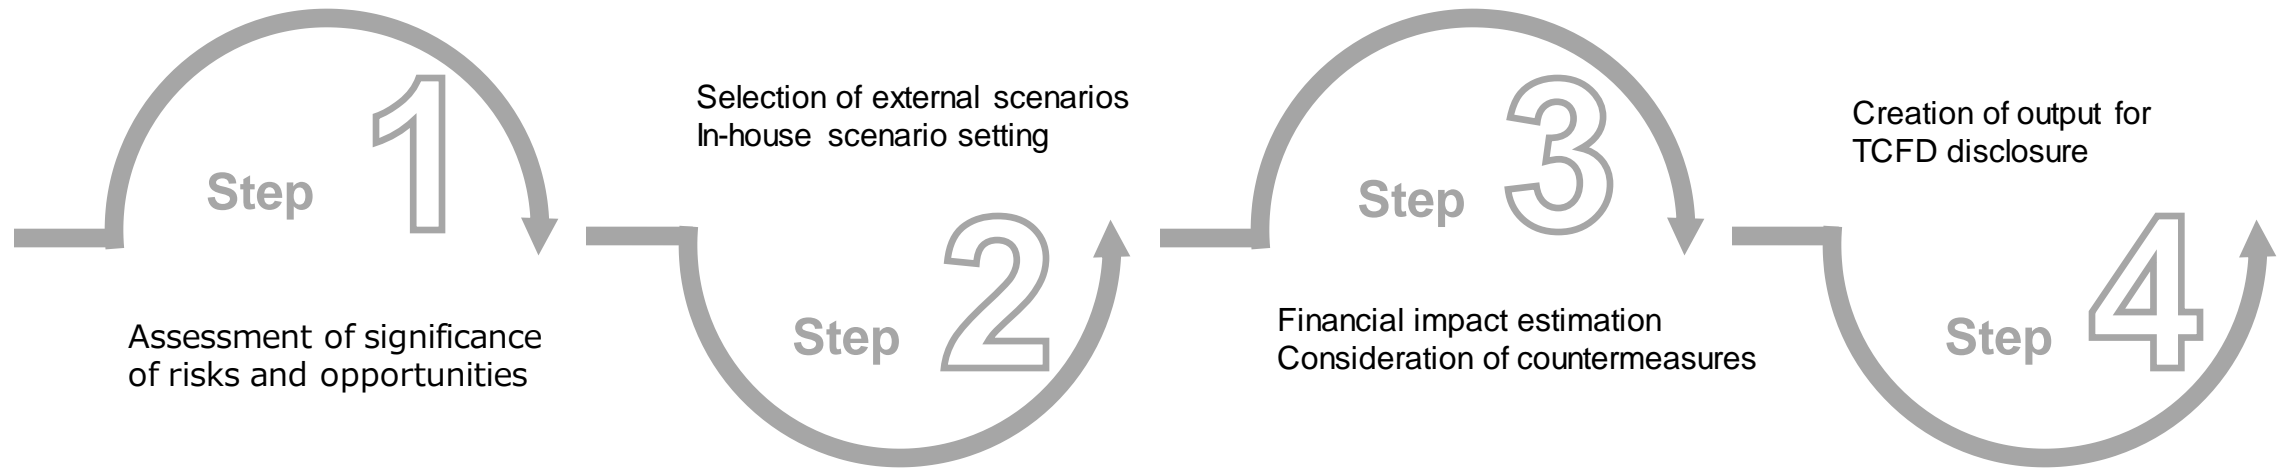 Step 1
Assessment of significance
of risks and opportunities
Selection of external scenarios
In-house scenario setting
Step 2
Step 3
Financial impact estimation
Consideration of countermeasures
Creation of output for
TCFD disclosure
Step 4